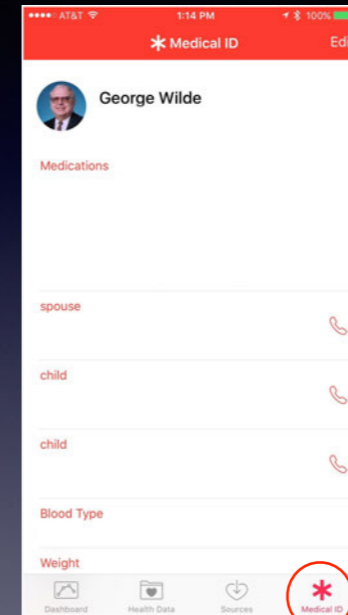 AT&T 1:14 PM 100%
Medical ID Edi
George Wilde
Medications
spouse
child
child
Blood Type
Weight
Dashboard Health Data Sources Medical ID